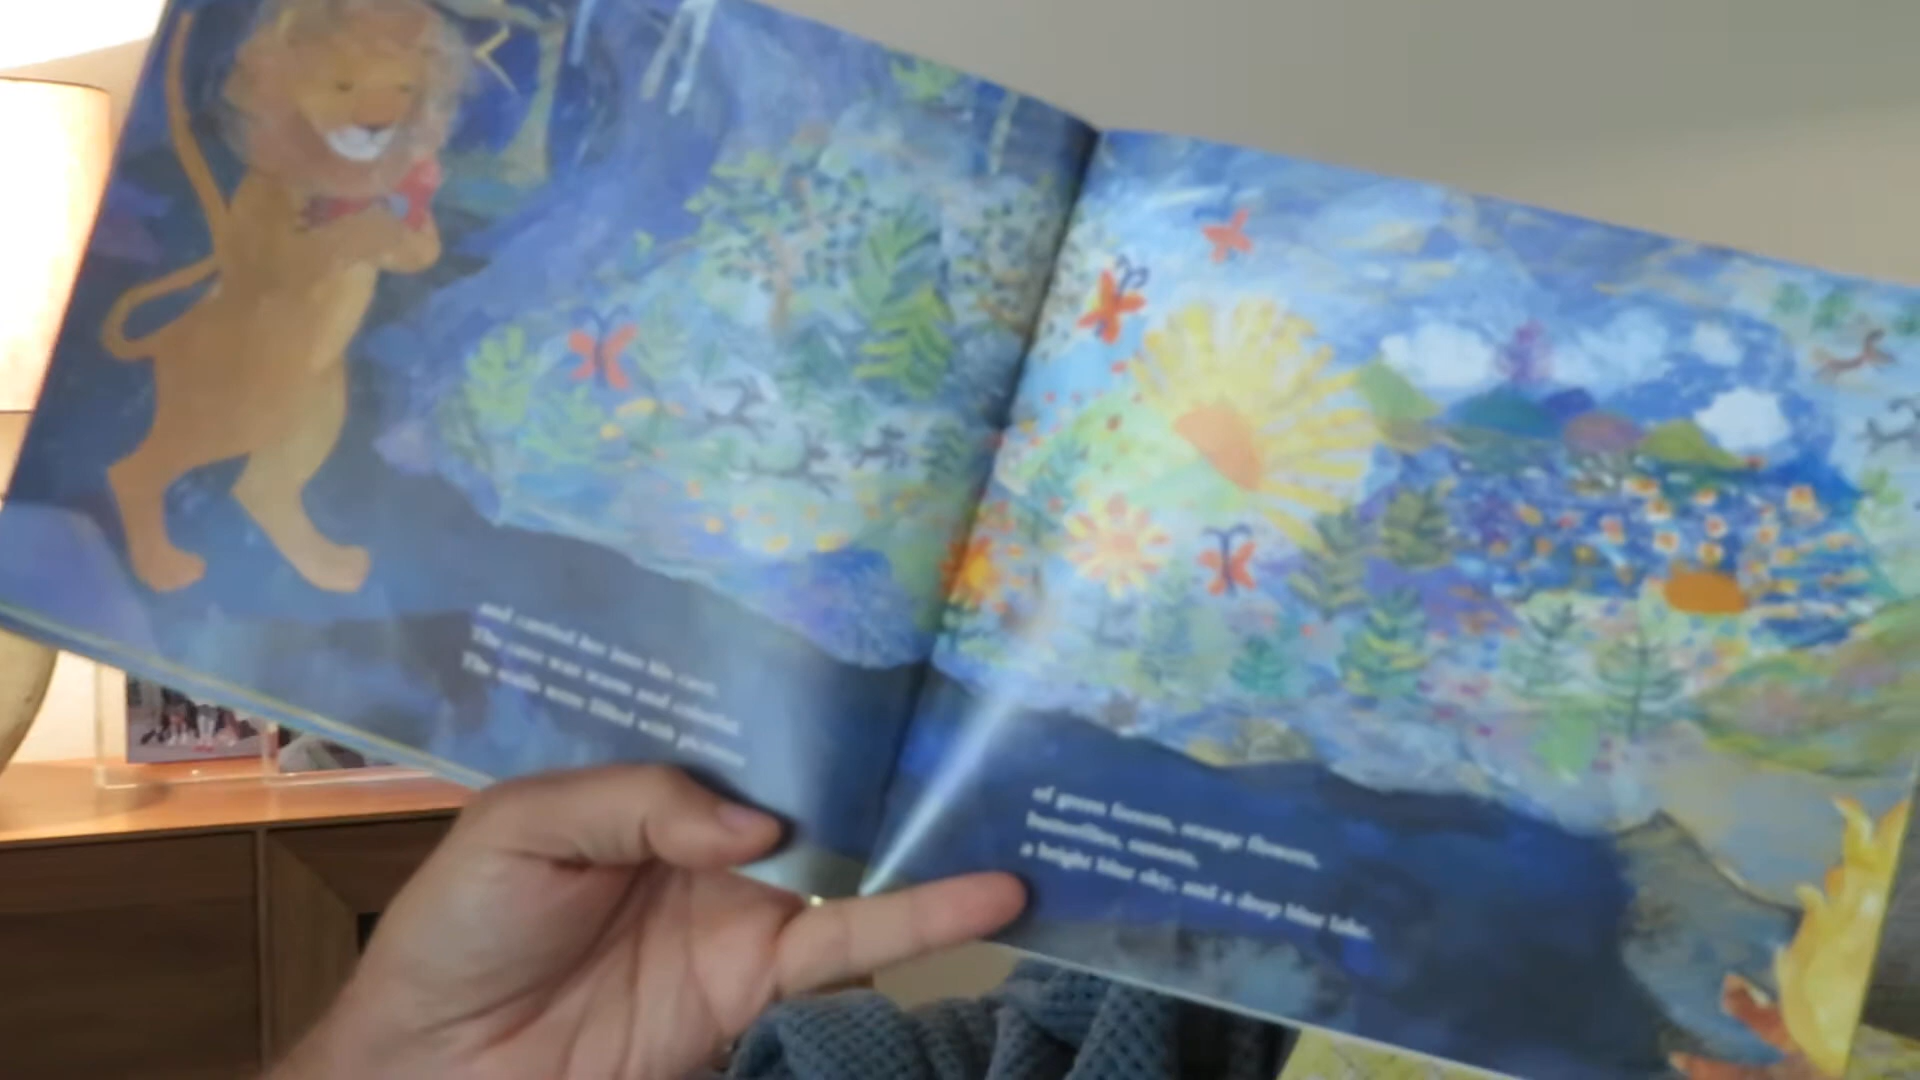 and carried her into his cave.
The cave was warm and colorful.
The walls were filled with pictures
of green forests, orange flowers,
butterflies, sunsets,
a bright blue sky, and a deep blue lake.